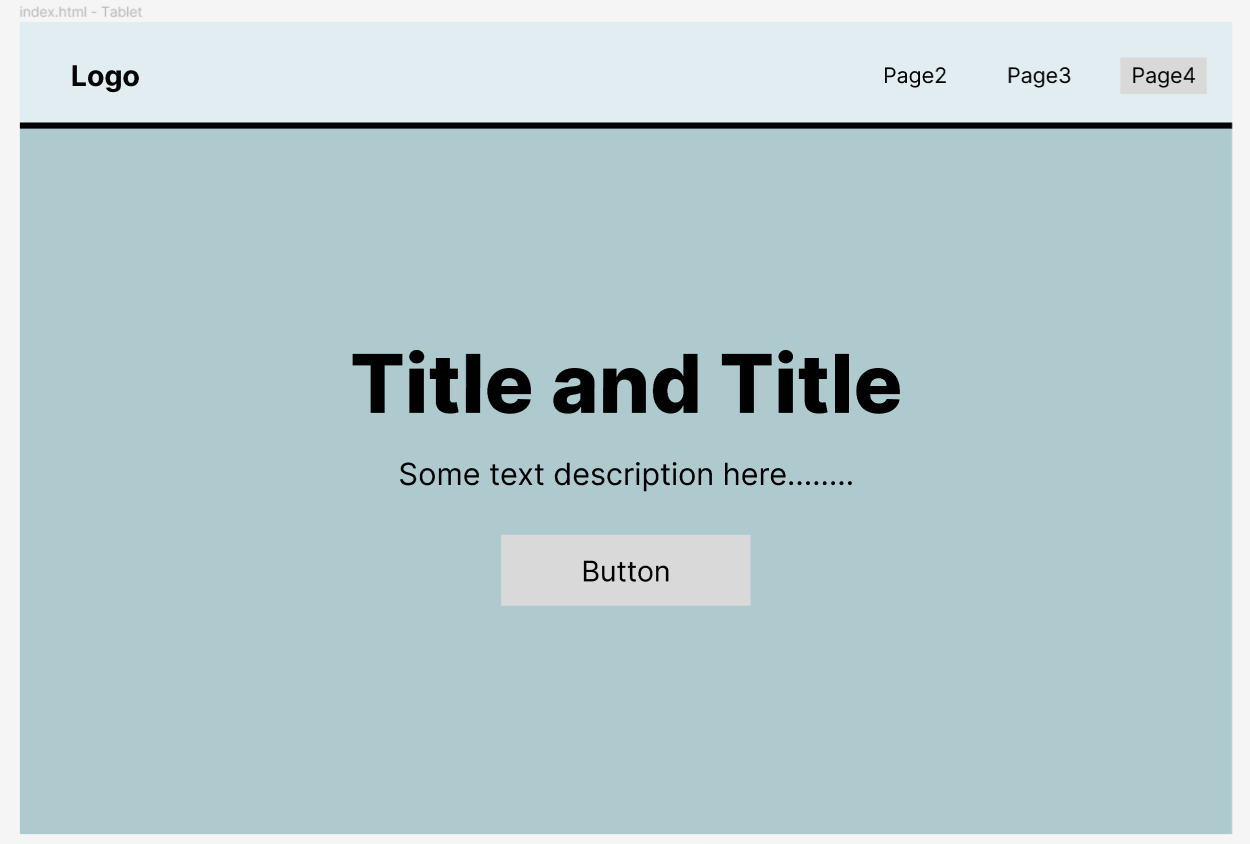 index.html - Tablet
Logo
Page2 Page3 Page4
Title and Title
Some text description here........
Button